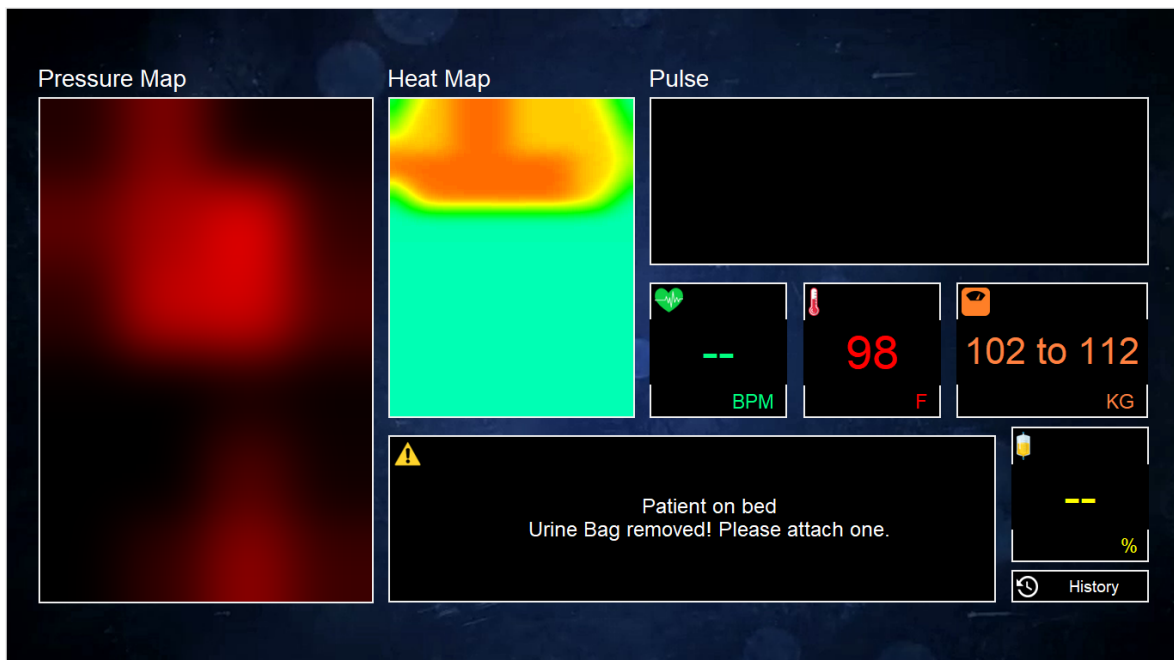 Pressure Map
Heat Map
Pulse
--
BPM
98
F
102 to 112
KG
Patient on bed
Urine Bag removed! Please attach one.
--
%
History